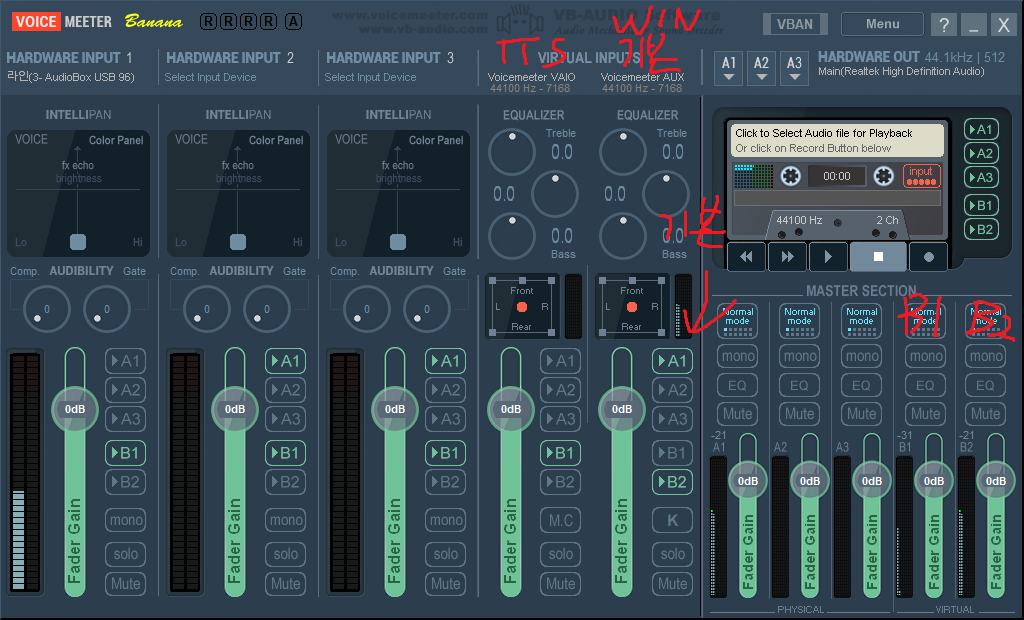 VOICE MEETER Banana R R R R A www.voicemeeter.com VB-AUDIO Software VBAN Menu ? _ X
www.vb-audio.com Audio Mechanic & Sound Breeder
TTS WIN 기본
HARDWARE INPUT 1 HARDWARE INPUT 2 HARDWARE INPUT 3 VIRTUAL INPUTS A1 A2 A3 HARDWARE OUT 44.1kHz | 512
라인(3- AudioBox USB 96) Select Input Device Select Input Device Voicemeeter VAIO Voicemeeter AUX Main(Realtek High Definition Audio)
44100 Hz - 7168 44100 Hz - 7168
INTELLIPAN INTELLIPAN INTELLIPAN EQUALIZER EQUALIZER
VOICE Color Panel VOICE Color Panel VOICE Color Panel Treble Treble Click to Select Audio file for Playback A1
fx echo fx echo fx echo 0.0 0.0 Or click on Record Button below A2
brightness brightness brightness 00:00 input A3
0.0 0.0 B1
기본
Lo Hi Lo Hi Lo Hi 0.0 0.0 44100 Hz 2 Ch B2
Bass Bass
Comp. AUDIBILITY Gate Comp. AUDIBILITY Gate Comp. AUDIBILITY Gate
Front Front MASTER SECTION
0 0 0 0 0 0 L R L R Normal mode Normal mode Normal mode Normal mode Normal mode
Rear Rear B1 B2
A1 A1 A1 A1 A1 mono mono mono mono mono
A2 A2 A2 A2 A2 EQ EQ EQ EQ EQ
0dB 0dB 0dB 0dB 0dB
A3 A3 A3 A3 A3 Mute Mute Mute Mute Mute
B1 B1 B1 B1 B1 -21 A1 A2 A3 -31 B1 -21 B2
B2 B2 B2 B2 B2 0dB 0dB 0dB 0dB 0dB
mono mono mono M.C K
solo solo solo solo solo
Mute Mute Mute Mute Mute
Fader Gain Fader Gain Fader Gain Fader Gain Fader Gain Fader Gain Fader Gain Fader Gain Fader Gain Fader Gain
PHYSICAL VIRTUAL